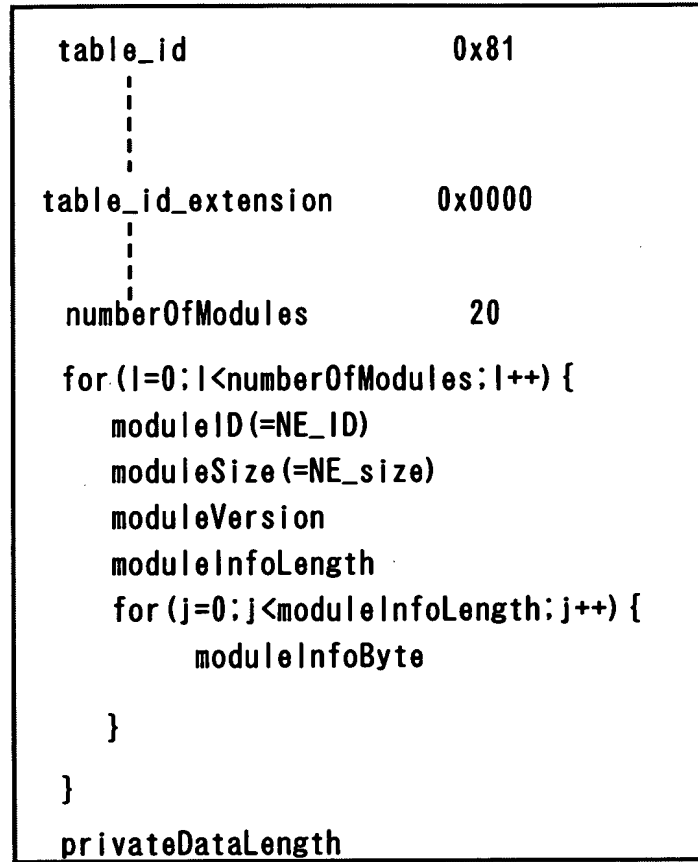 table_id 0x81
table_id_extension 0x0000
numberOfModules 20
for(I=0;I<numberOfModules;I++){
moduleID(=NE_ID)
moduleSize(=NE_size)
moduleVersion
moduleInfoLength
for(j=0;j<moduleInfoLength;j++){
moduleInfoByte
}
}
privateDataLength